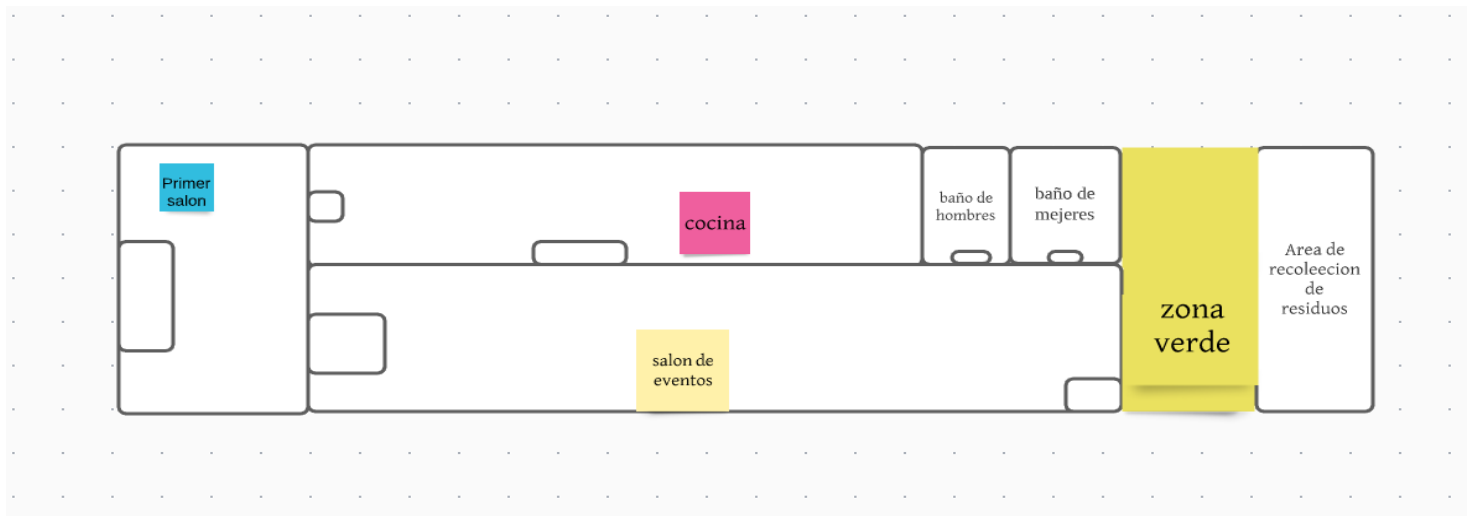 Primer
salon
cocina
baño de
hombres
baño de
mejeres
Area de
recoleecion
de
residuos
zona
verde
salon de
eventos